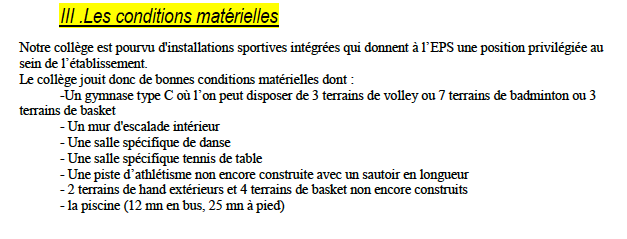 III .Les conditions matérielles
Notre collège est pourvu d'installations sportives intégrées qui donnent à l’EPS une position privilégiée au
sein de l’établissement.
Le collège jouit donc de bonnes conditions matérielles dont :
-Un gymnase type C où l’on peut disposer de 3 terrains de volley ou 7 terrains de badminton ou 3
terrains de basket
- Un mur d'escalade intérieur
- Une salle spécifique de danse
- Une salle spécifique tennis de table
- Une piste d’athlétisme non encore construite avec un sautoir en longueur
- 2 terrains de hand extérieurs et 4 terrains de basket non encore construits
- la piscine (12 mn en bus, 25 mn à pied)